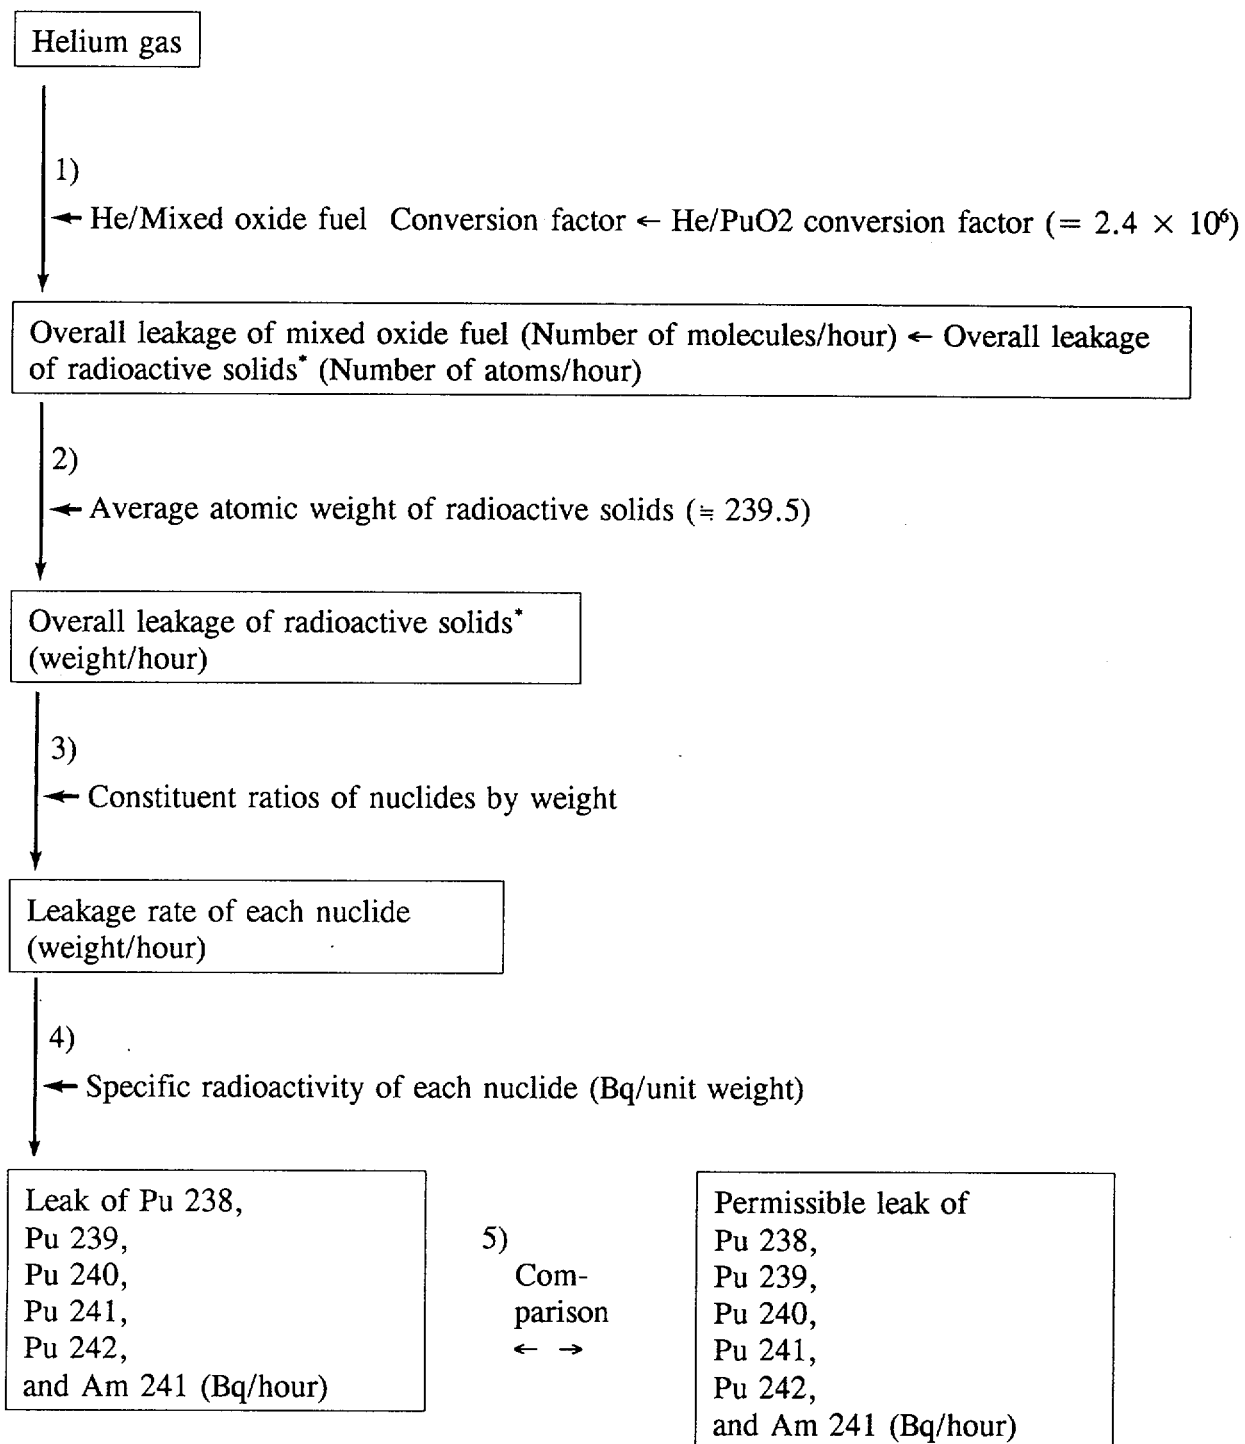 Helium gas
1)
← He/Mixed oxide fuel Conversion factor ← He/PuO2 conversion factor (= 2.4 × 10⁶)
Overall leakage of mixed oxide fuel (Number of molecules/hour) ← Overall leakage
of radioactive solids* (Number of atoms/hour)
2)
← Average atomic weight of radioactive solids (≒ 239.5)
Overall leakage of radioactive solids*
(weight/hour)
3)
← Constituent ratios of nuclides by weight
Leakage rate of each nuclide
(weight/hour)
4)
← Specific radioactivity of each nuclide (Bq/unit weight)
Leak of Pu 238,
Pu 239,
Pu 240,
Pu 241,
Pu 242,
and Am 241 (Bq/hour)
5)
Com-
parison
← →
Permissible leak of
Pu 238,
Pu 239,
Pu 240,
Pu 241,
Pu 242,
and Am 241 (Bq/hour)